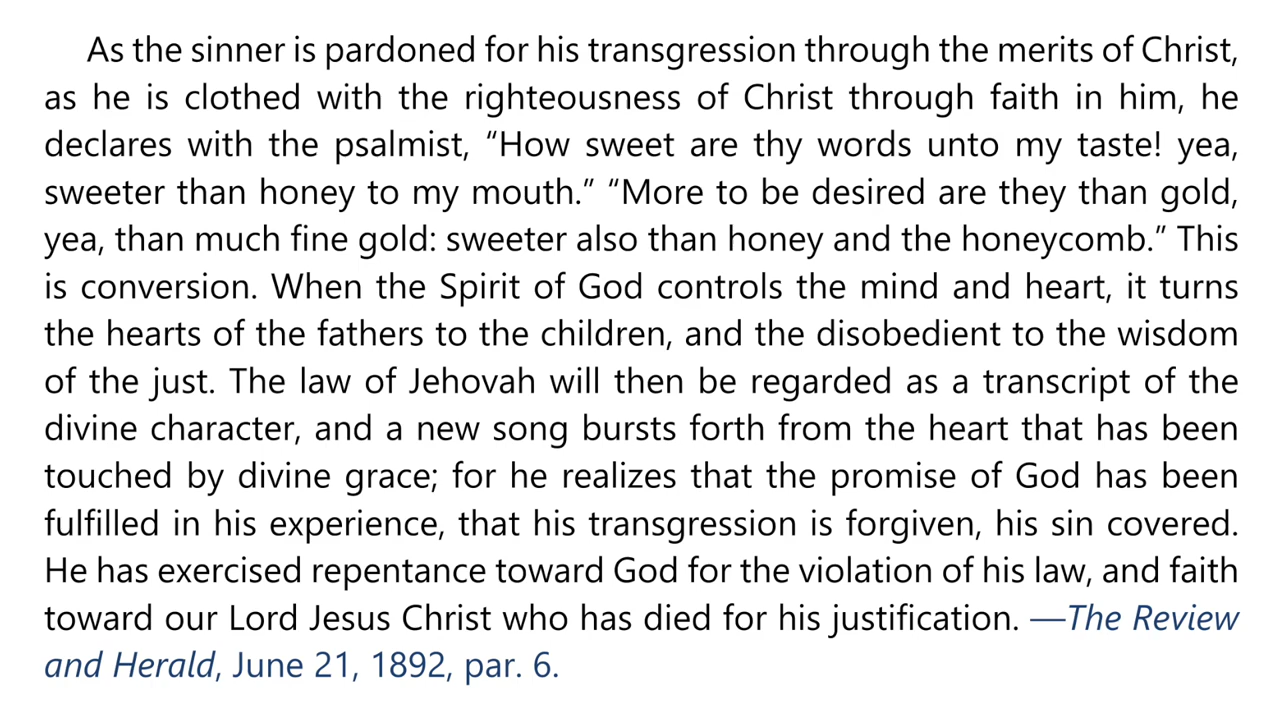 As the sinner is pardoned for his transgression through the merits of Christ,
as he is clothed with the righteousness of Christ through faith in him, he
declares with the psalmist, “How sweet are thy words unto my taste! yea,
sweeter than honey to my mouth.” “More to be desired are they than gold,
yea, than much fine gold: sweeter also than honey and the honeycomb.” This
is conversion. When the Spirit of God controls the mind and heart, it turns
the hearts of the fathers to the children, and the disobedient to the wisdom
of the just. The law of Jehovah will then be regarded as a transcript of the
divine character, and a new song bursts forth from the heart that has been
touched by divine grace; for he realizes that the promise of God has been
fulfilled in his experience, that his transgression is forgiven, his sin covered.
He has exercised repentance toward God for the violation of his law, and faith
toward our Lord Jesus Christ who has died for his justification. —The Review
and Herald, June 21, 1892, par. 6.